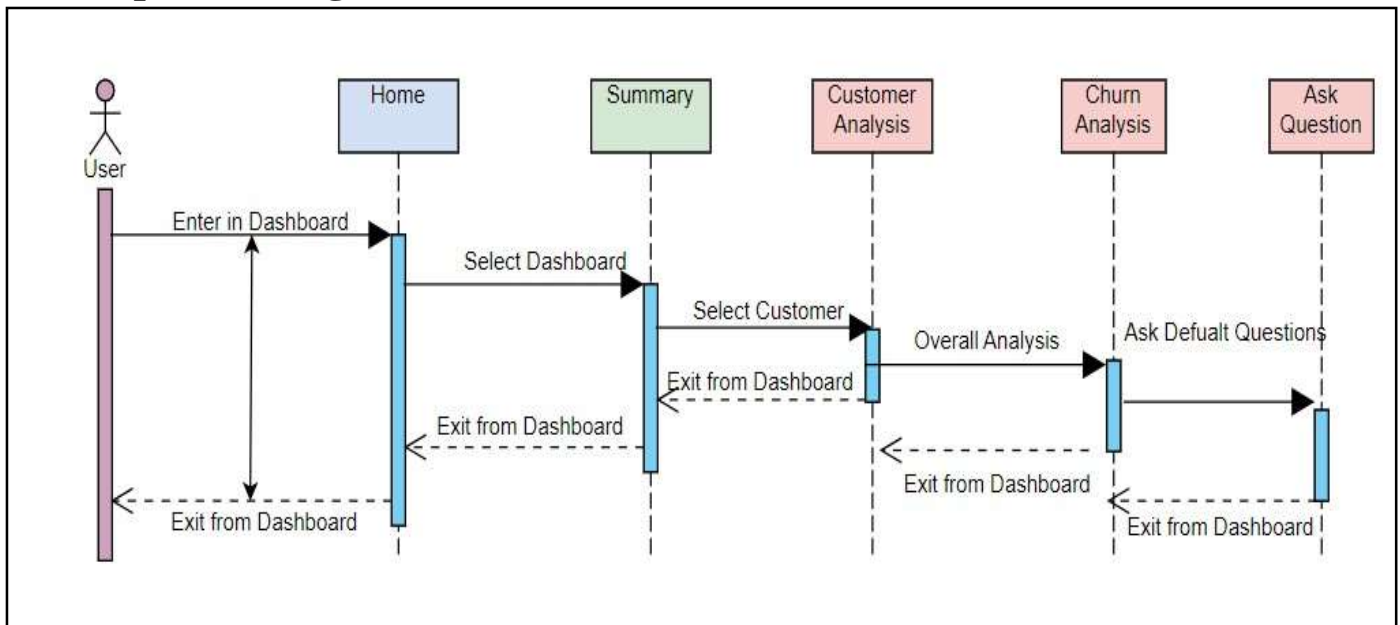 Home
Summary
Customer
Analysis
Churn
Analysis
Ask
Question
User
Enter in Dashboard
Select Dashboard
Select Customer
Overall Analysis
Ask Defualt Questions
Exit from Dashboard
Exit from Dashboard
Exit from Dashboard
Exit from Dashboard
Exit from Dashboard